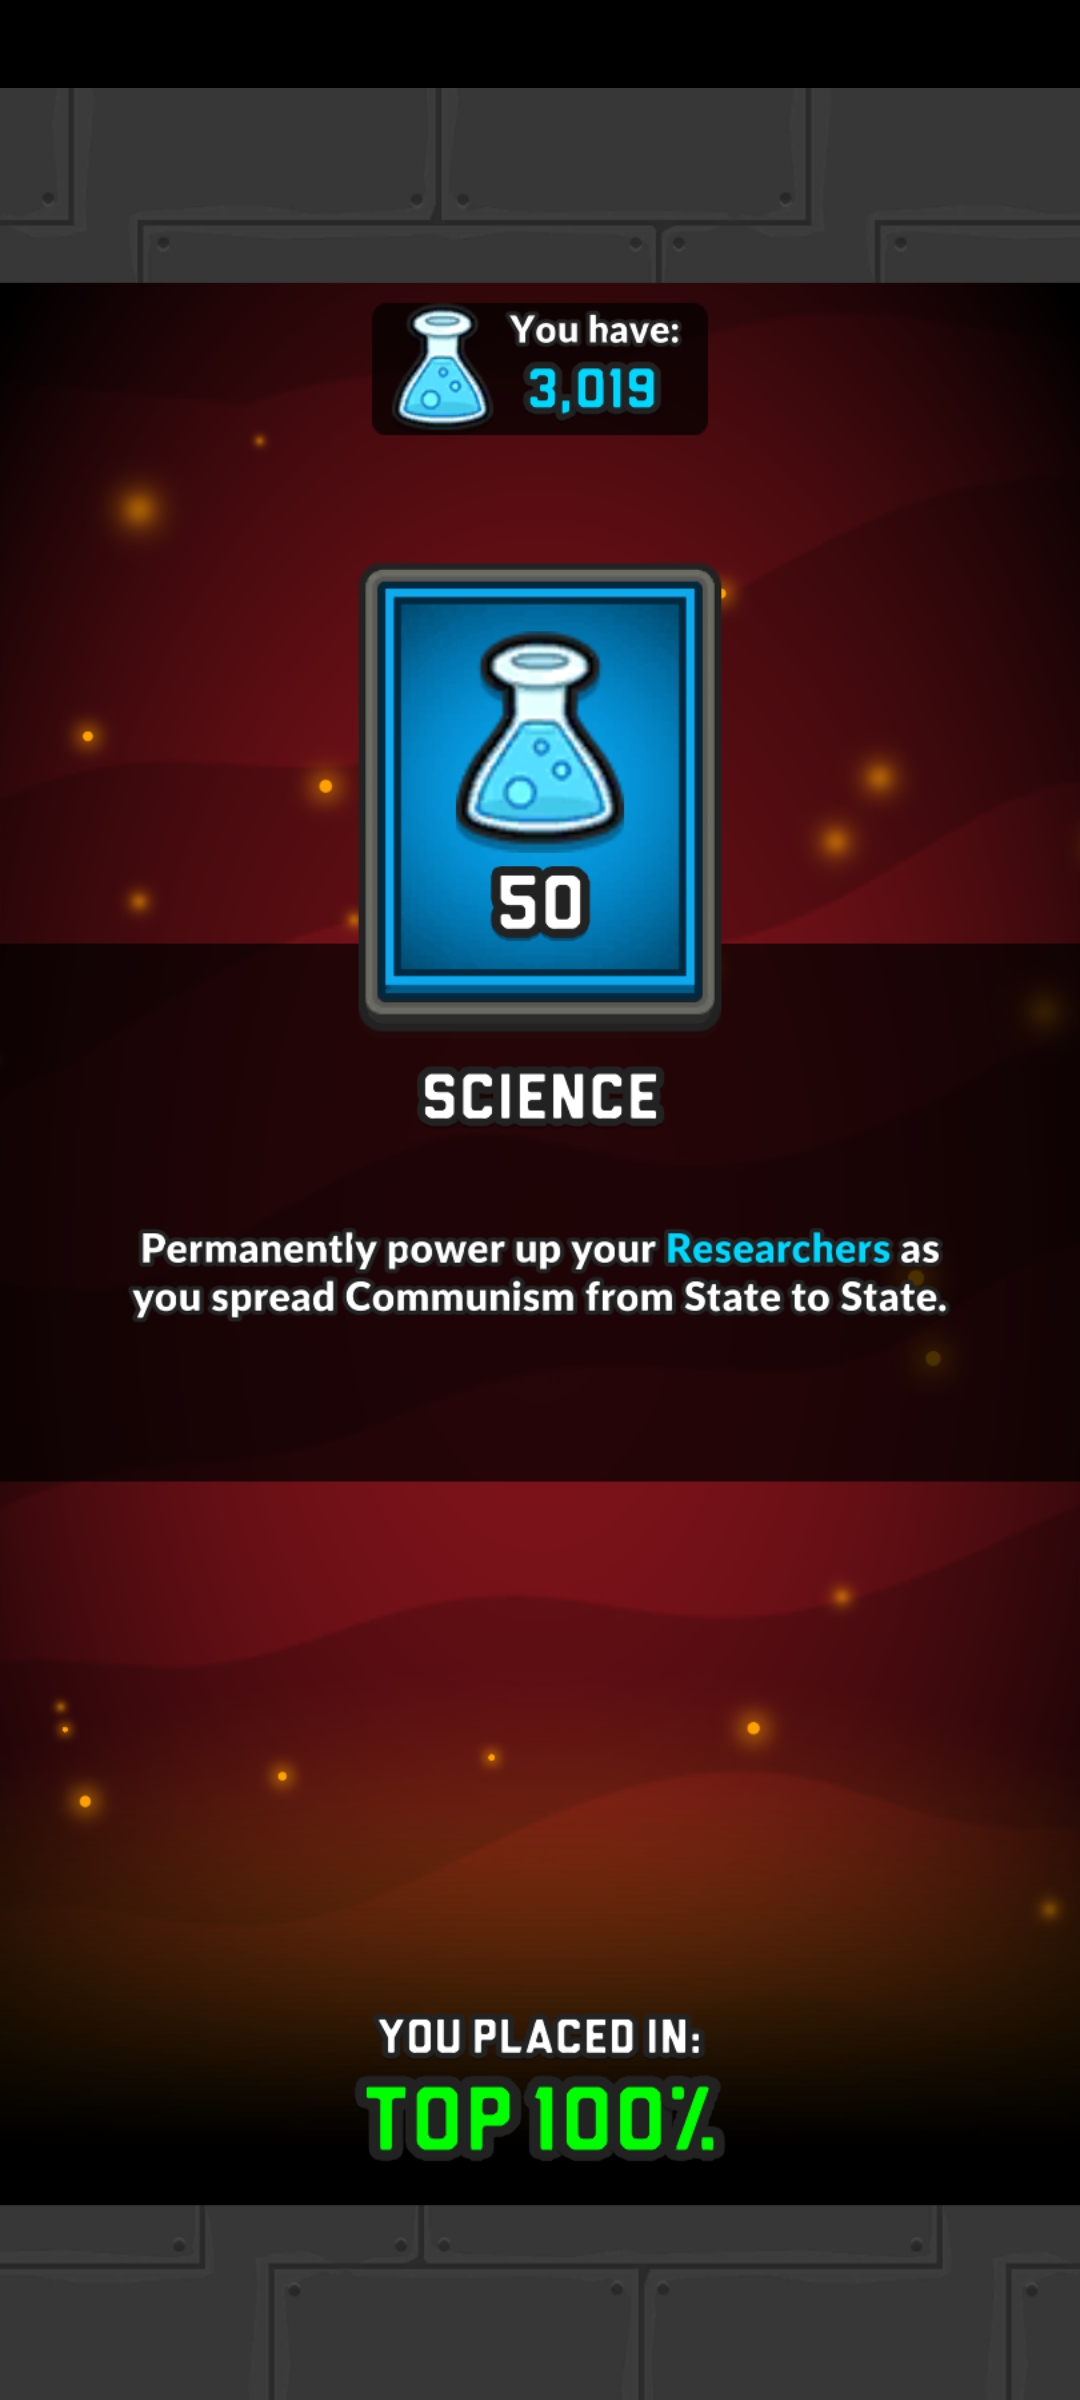 You have:
3,019
50
SCIENCE
Permanently power up your Researchers as
you spread Communism from State to State.
YOU PLACED IN:
TOP 100%